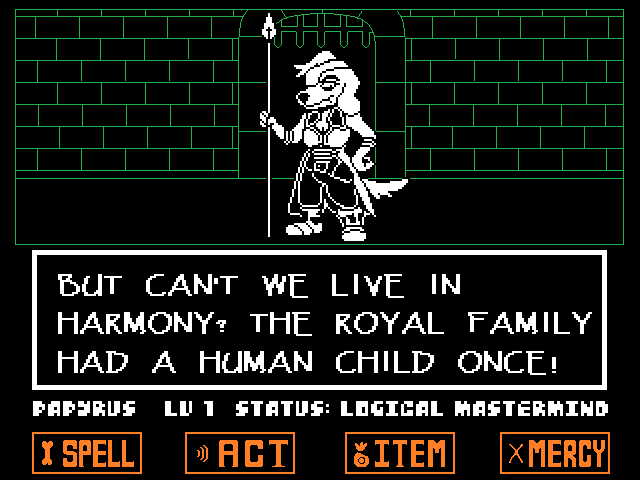 BUT CAN'T WE LIVE IN
HARMONY? THE ROYAL FAMILY
HAD A HUMAN CHILD ONCE!
PAPYRUS LV 1 STATUS: LOGICAL MASTERMIND
SPELL ACT ITEM MERCY